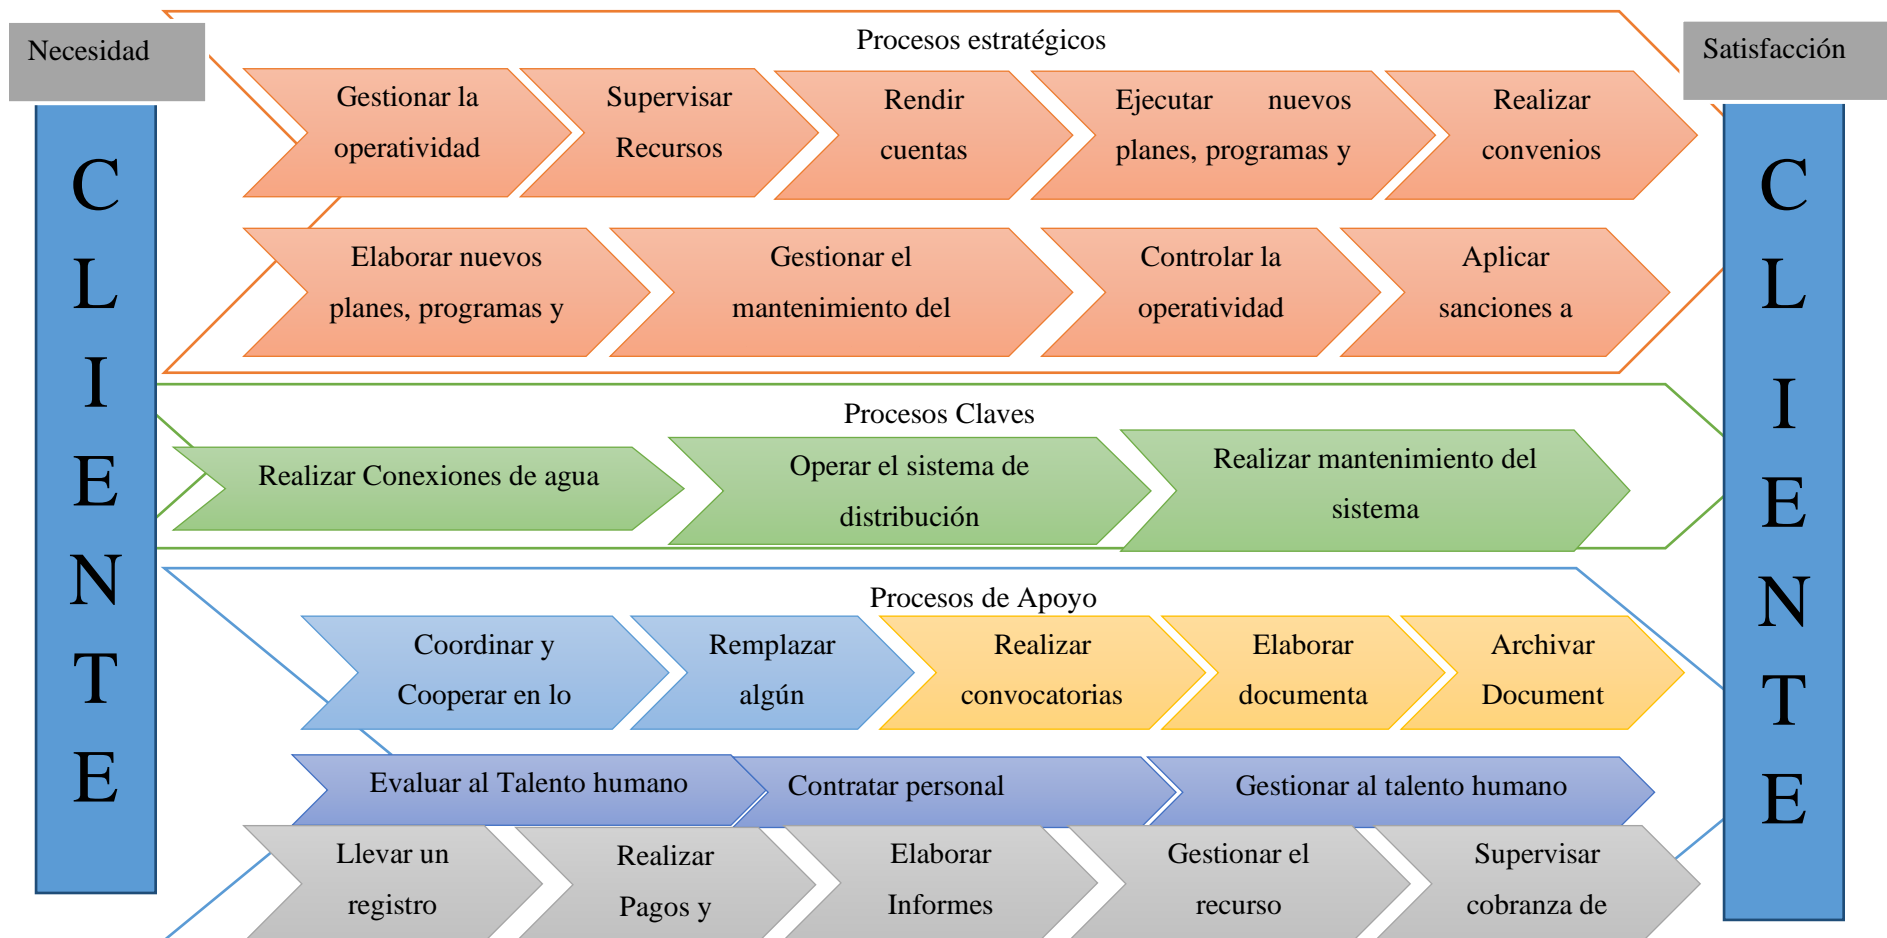 Necesidad
Procesos estratégicos
Satisfacción
Gestionar la
operatividad
Supervisar
Recursos
Rendir
cuentas
Ejecutar nuevos
planes, programas y
Realizar
convenios
Elaborar nuevos
planes, programas y
Gestionar el
mantenimiento del
Controlar la
operatividad
Aplicar
sanciones a
C
L
I
E
N
T
E
Procesos Claves
Realizar Conexiones de agua
Operar el sistema de
distribución
Realizar mantenimiento del
sistema
Procesos de Apoyo
Coordinar y
Cooperar en lo
Remplazar
algún
Realizar
convocatorias
Elaborar
documenta
Archivar
Document
Evaluar al Talento humano
Contratar personal
Gestionar al talento humano
Llevar un
registro
Realizar
Pagos y
Elaborar
Informes
Gestionar el
recurso
Supervisar
cobranza de
C
L
I
E
N
T
E